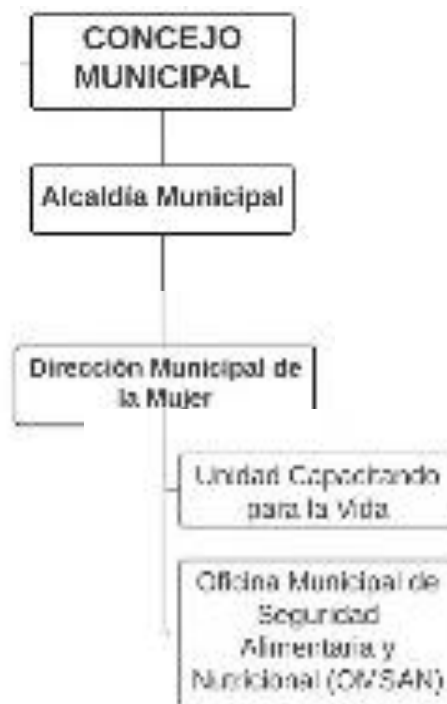 CONCEJO
MUNICIPAL
Alcaldía Municipal
Dirección Municipal de
la Mujer
Unidad Capacitando
para la Vida
Oficina Municipal de
Seguridad
Alimentaria y
Nutricional (OMSAN)